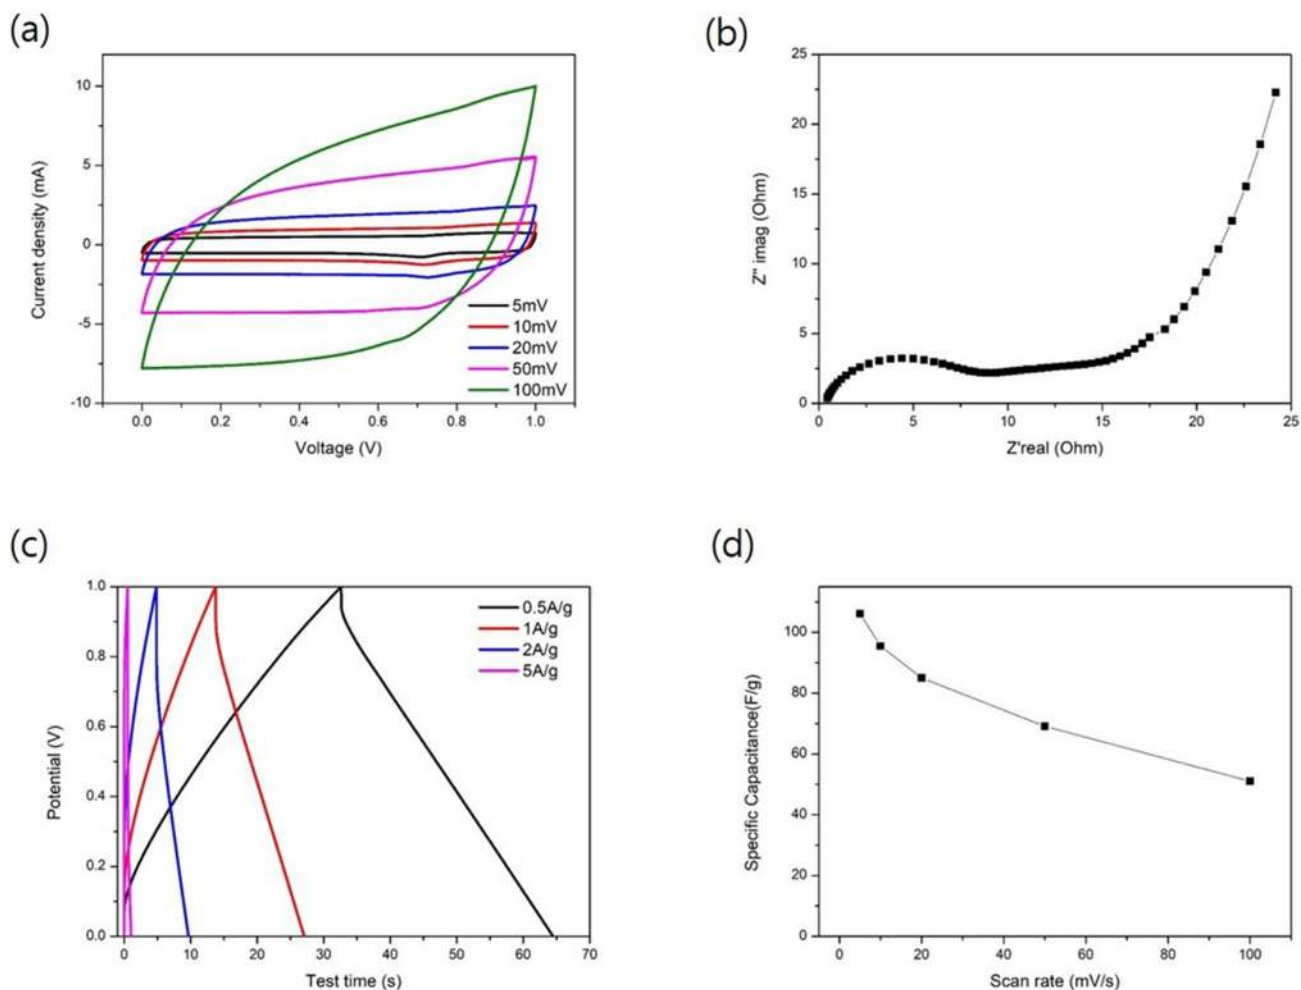 (a)
10
5
0
-5
-10
Current density (mA)
0.0 0.2 0.4 0.6 0.8 1.0
Voltage (V)
5mV
10mV
20mV
50mV
100mV
(b)
25
20
15
10
5
0
Z'' imag (Ohm)
0 5 10 15 20 25
Z'real (Ohm)
(c)
1.0
0.8
0.6
0.4
0.2
0.0
Potential (V)
0 10 20 30 40 50 60 70
Test time (s)
0.5A/g
1A/g
2A/g
5A/g
(d)
100
80
60
40
20
0
Specific Capacitance(F/g)
0 20 40 60 80 100
Scan rate (mV/s)